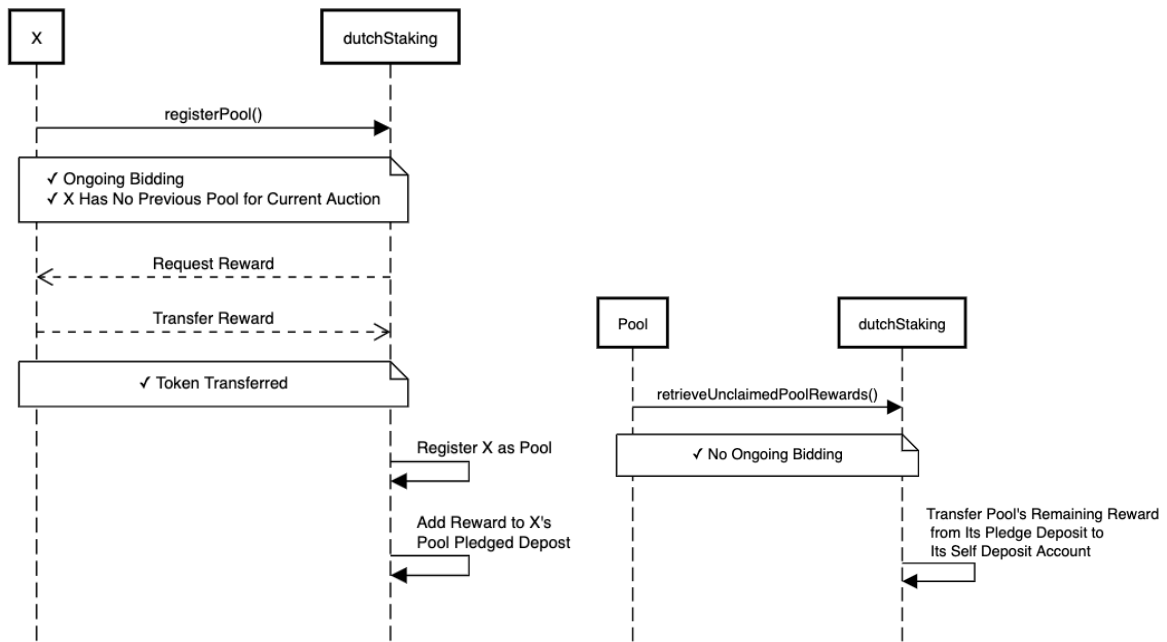 X
dutchStaking
registerPool()
✓ Ongoing Bidding
✓ X Has No Previous Pool for Current Auction
Request Reward
Transfer Reward
✓ Token Transferred
Register X as Pool
Add Reward to X's
Pool Pledged Depost
Pool
dutchStaking
retrieveUnclaimedPoolRewards()
✓ No Ongoing Bidding
Transfer Pool's Remaining Reward
from Its Pledge Deposit to
Its Self Deposit Account